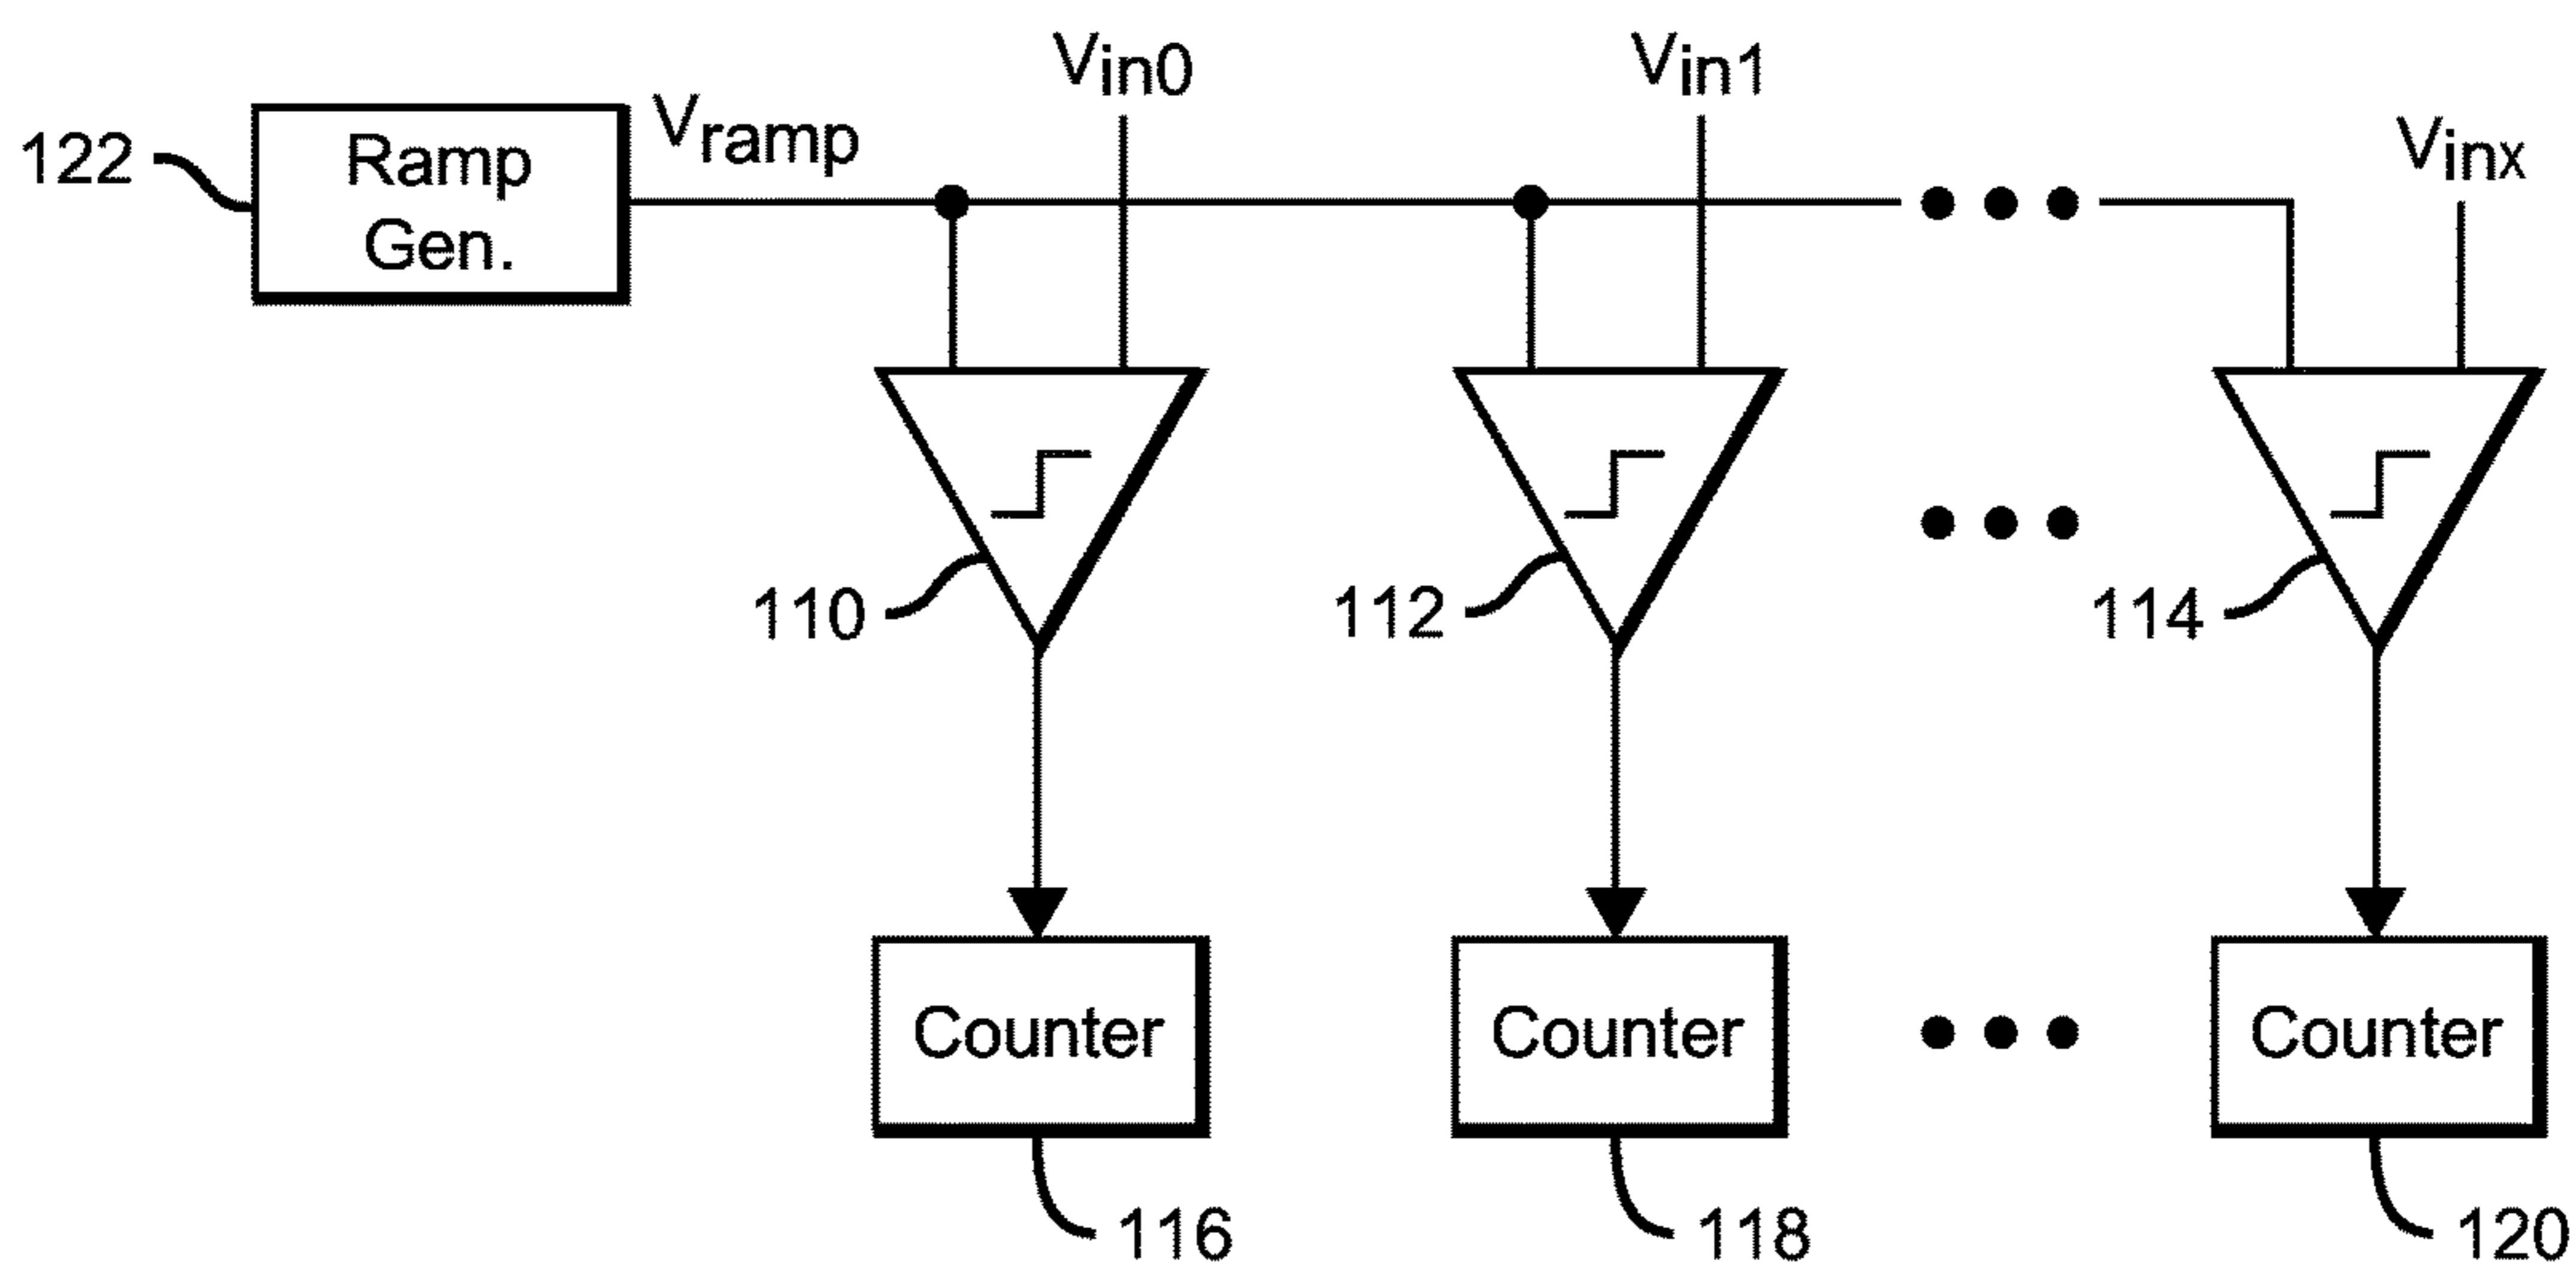 Vin0
Vin1
Vinx
122
Ramp
Gen.
Vramp
110
112
114
Counter
Counter
Counter
116
118
120